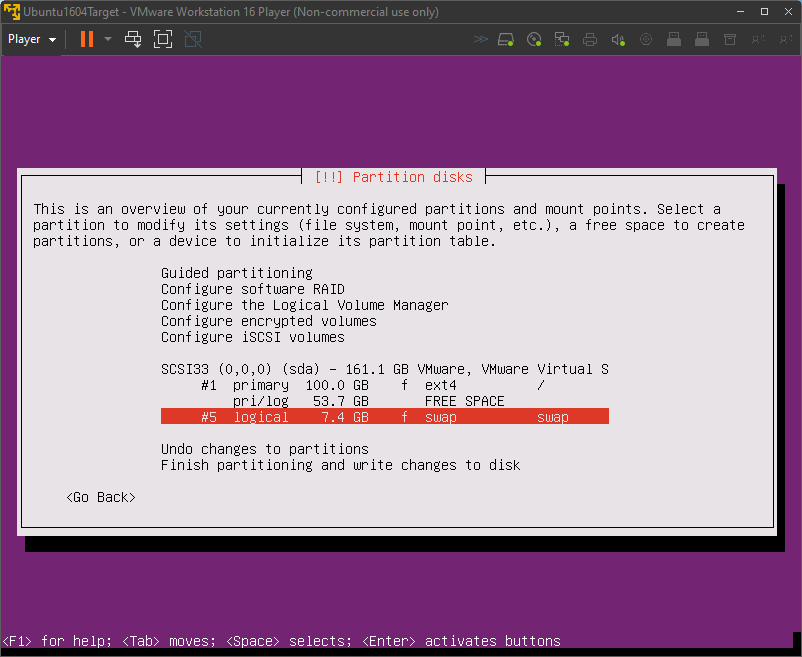 Ubuntu1604Target - VMware Workstation 16 Player (Non-commercial use only)
Player
[!!] Partition disks
This is an overview of your currently configured partitions and mount points. Select a
partition to modify its settings (file system, mount point, etc.), a free space to create
partitions, or a device to initialize its partition table.
Guided partitioning
Configure software RAID
Configure the Logical Volume Manager
Configure encrypted volumes
Configure iSCSI volumes
SCSI33 (0,0,0) (sda) - 161.1 GB VMware, VMware Virtual S
#1 primary 100.0 GB f ext4 /
pri/log 53.7 GB FREE SPACE
#5 logical 7.4 GB f swap swap
Undo changes to partitions
Finish partitioning and write changes to disk
<Go Back>
<F1> for help; <Tab> moves; <Space> selects; <Enter> activates buttons